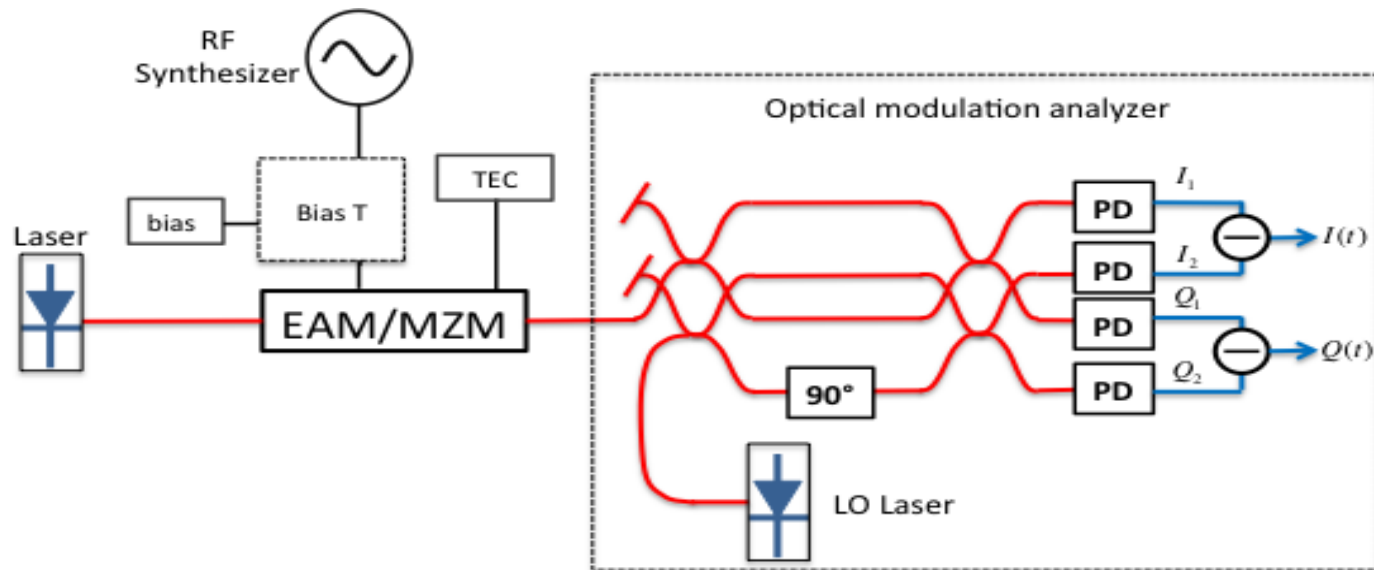 RF
Synthesizer
Optical modulation analyzer
TEC
bias
Bias T
Laser
EAM/MZM
PD
PD
PD
PD
I₁
I₂
Q₁
Q₂
I(t)
Q(t)
90°
LO Laser